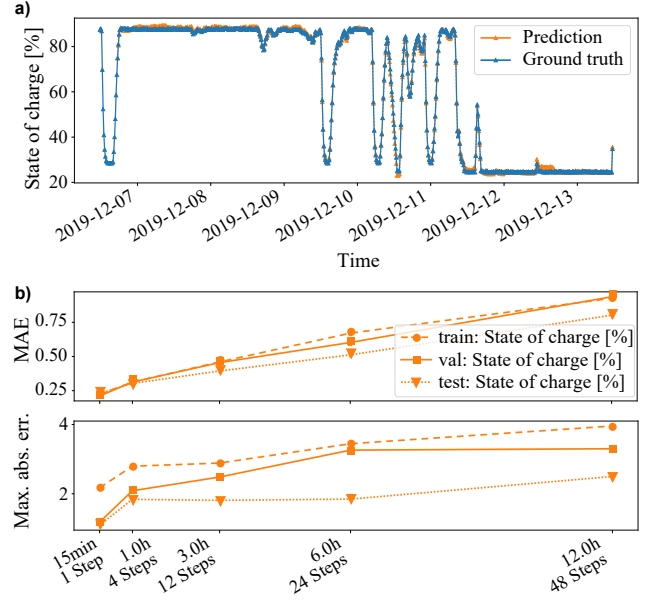 a)
State of charge [%]
80
60
40
20
Prediction
Ground truth
2019-12-07
2019-12-08
2019-12-09
2019-12-10
2019-12-11
2019-12-12
2019-12-13
Time
b)
MAE
0.75
0.50
0.25
train: State of charge [%]
val: State of charge [%]
test: State of charge [%]
Max. abs. err.
4
2
15min
1 Step
1.0h
4 Steps
3.0h
12 Steps
6.0h
24 Steps
12.0h
48 Steps